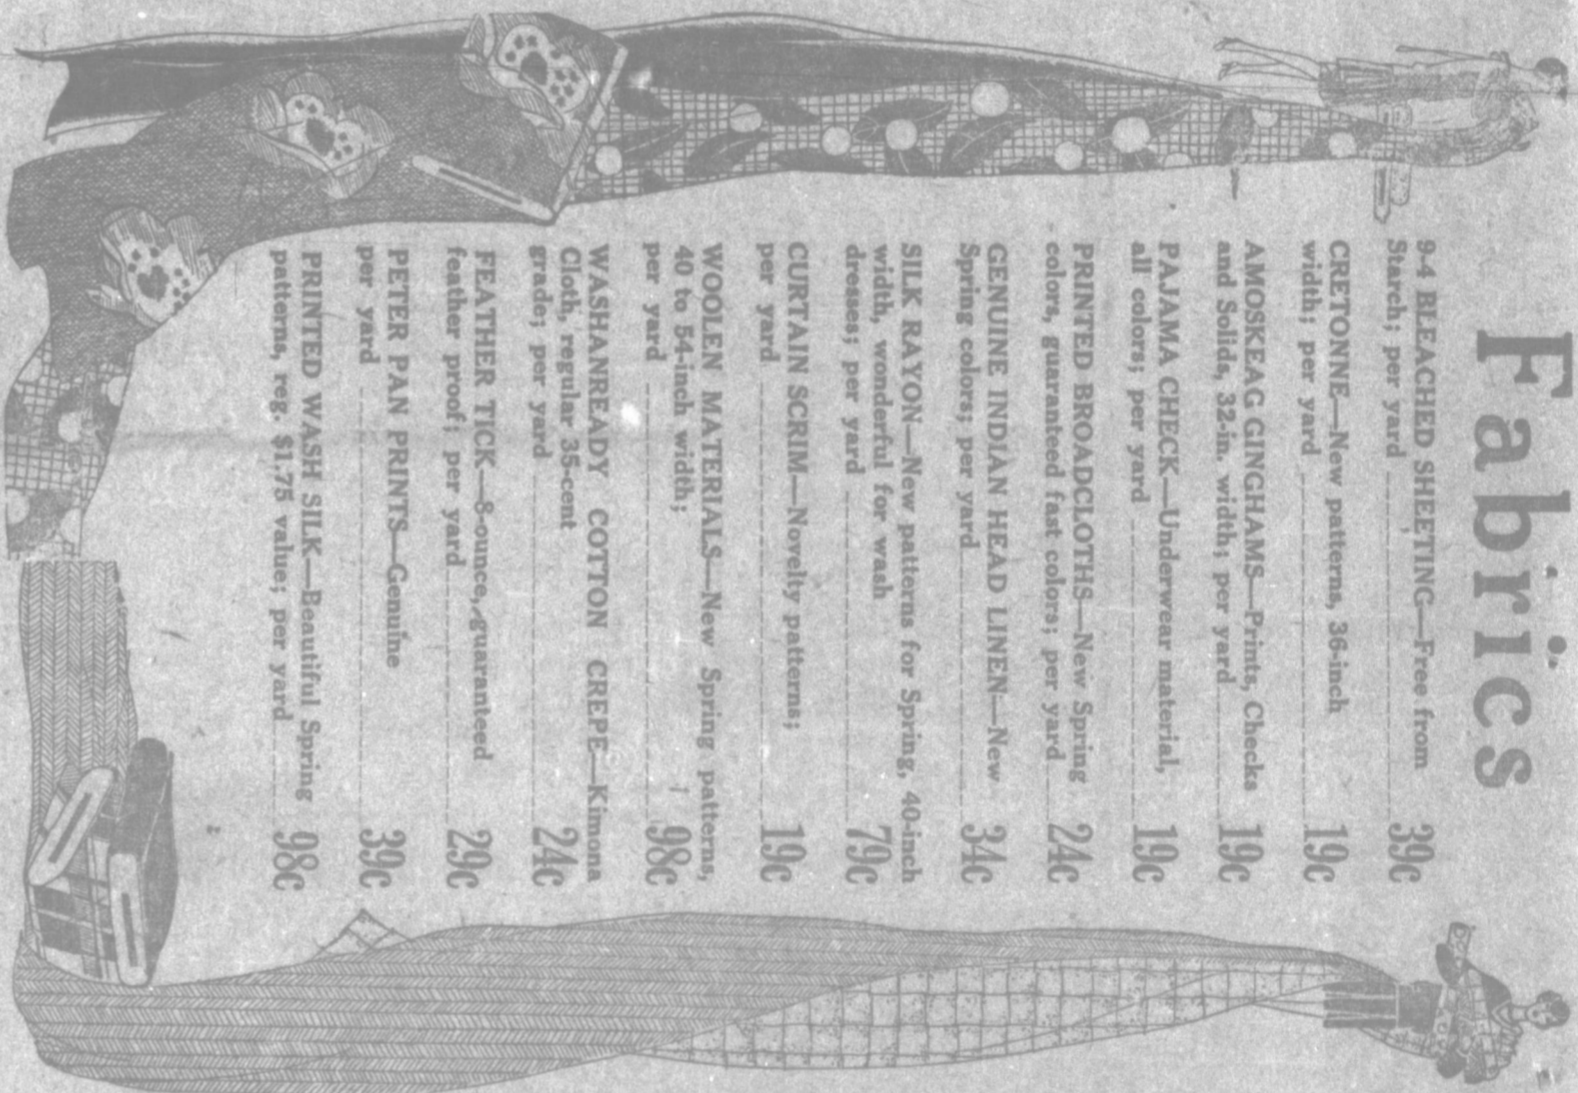 Fabrics
9-4 BLEACHED SHEETING—Free from
Starch; per yard 39c
CRETONNE—New patterns, 36-inch
width; per yard 19c
AMOSKEAG GINGHAMS—Prints, Checks
and Solids, 32-in. width; per yard 19c
PAJAMA CHECK—Underwear material,
all colors; per yard 19c
PRINTED BROADCLOTHS—New Spring
colors, guaranteed fast colors; per yard 24c
GENUINE INDIAN HEAD LINEN—New
Spring colors; per yard 34c
SILK RAYON—New patterns for Spring, 40-inch
width, wonderful for wash
dresses; per yard 79c
CURTAIN SCRIM—Novelty patterns;
per yard 19c
WOOLEN MATERIALS—New Spring patterns,
40 to 54-inch width;
per yard 98c
WASHANREADY COTTON CREPE—Kimona
Cloth, regular 35-cent
grade; per yard 24c
FEATHER TICK—8-ounce, guaranteed
feather proof; per yard 29c
PETER PAN PRINTS—Genuine
per yard 39c
PRINTED WASH SILK—Beautiful Spring
patterns, reg. $1.75 value; per yard 98c